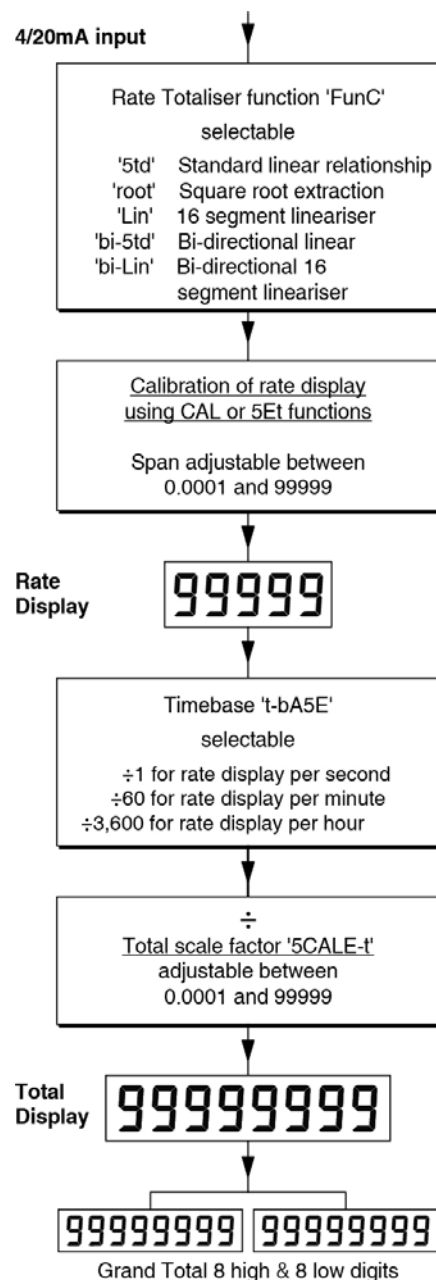 4/20mA input
Rate Totaliser function 'FunC'
selectable
'5td' Standard linear relationship
'root' Square root extraction
'Lin' 16 segment lineariser
'bi-5td' Bi-directional linear
'bi-Lin' Bi-directional 16
segment lineariser
Calibration of rate display
using CAL or 5Et functions
Span adjustable between
0.0001 and 99999
Rate
Display
99999
Timebase 't-bA5E'
selectable
÷1 for rate display per second
÷60 for rate display per minute
÷3,600 for rate display per hour
÷
Total scale factor '5CALE-t'
adjustable between
0.0001 and 99999
Total
Display
99999999
99999999 99999999
Grand Total 8 high & 8 low digits